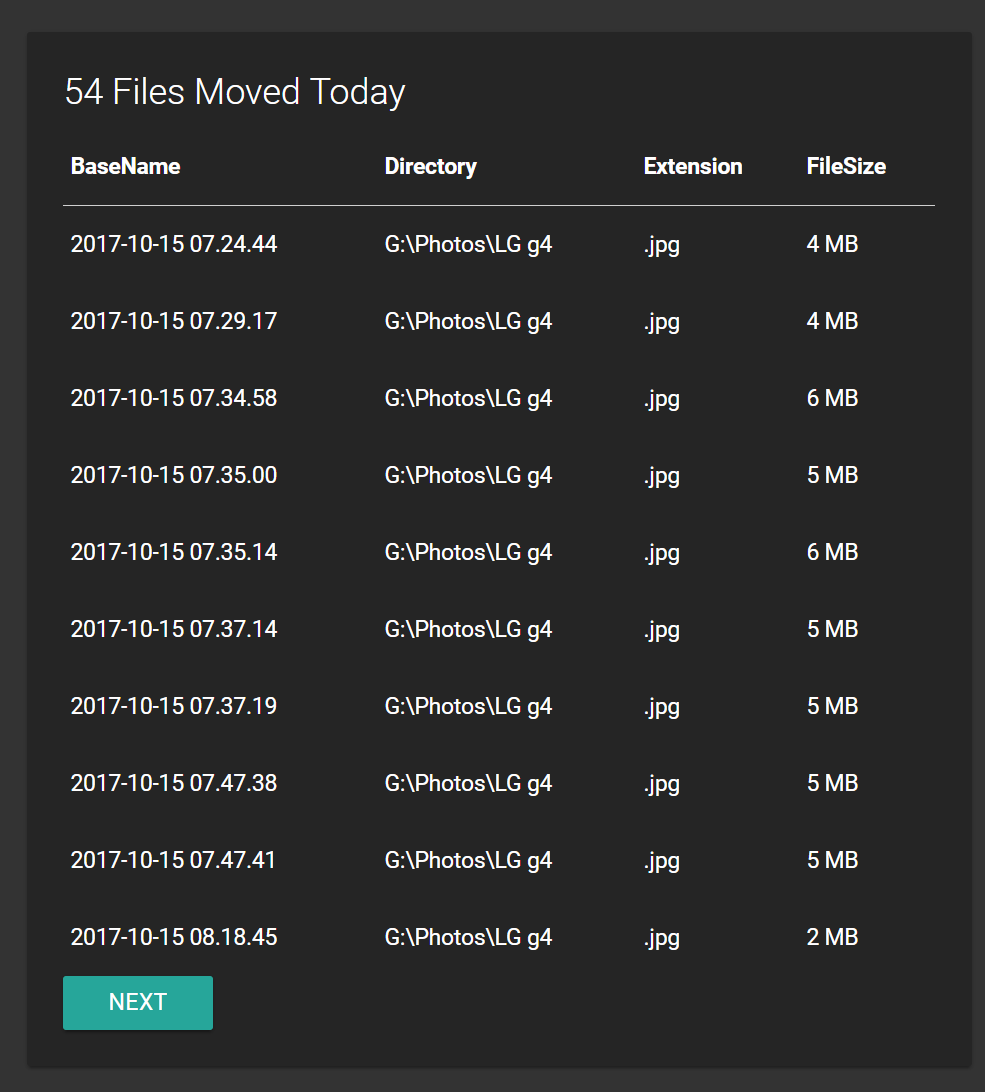 54 Files Moved Today
BaseName Directory Extension FileSize
2017-10-15 07.24.44 G:\Photos\LG g4 .jpg 4 MB
2017-10-15 07.29.17 G:\Photos\LG g4 .jpg 4 MB
2017-10-15 07.34.58 G:\Photos\LG g4 .jpg 6 MB
2017-10-15 07.35.00 G:\Photos\LG g4 .jpg 5 MB
2017-10-15 07.35.14 G:\Photos\LG g4 .jpg 6 MB
2017-10-15 07.37.14 G:\Photos\LG g4 .jpg 5 MB
2017-10-15 07.37.19 G:\Photos\LG g4 .jpg 5 MB
2017-10-15 07.47.38 G:\Photos\LG g4 .jpg 5 MB
2017-10-15 07.47.41 G:\Photos\LG g4 .jpg 5 MB
2017-10-15 08.18.45 G:\Photos\LG g4 .jpg 2 MB
NEXT